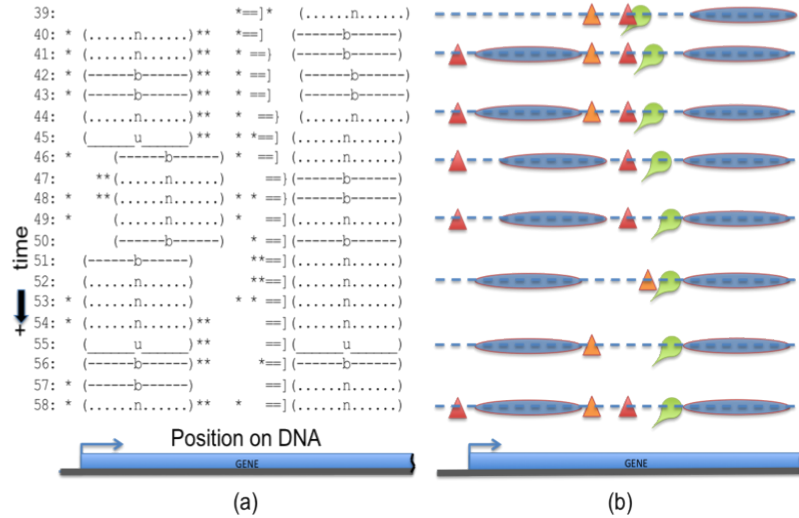 39: *==]* (......n......)
40: * (......n......)** *==] (------b------)
41: * (......n......)** * ==} (------b------)
42: * (------b------)** * ==] (------b------)
43: * (------b------)** * ==] (------b------)
44: (......n......)** * ==} (......n......)
45: (______u______)** * *==] (......n......)
46: * (------b------) * ==] (......n......)
47: **(......n......) ==}(------b------)
48: * **(......n......) * * ==}(------b------)
49: * (......n......) * ==](......n......)
50: (------b------) * ==](......n......)
51: (------b------) **==](......n......)
52: (......n......) **==](......n......)
53: * (......n......) * * ==](......n......)
54: * (......n......)** ==](......n......)
55: (______u______)** ==](______u______)
56: (------b------)** *==](------b------)
57: * (------b------) ==](......n......)
58: * (......n......)** * ==](......n......)
+ time
Position on DNA
GENE
GENE
(a)
(b)